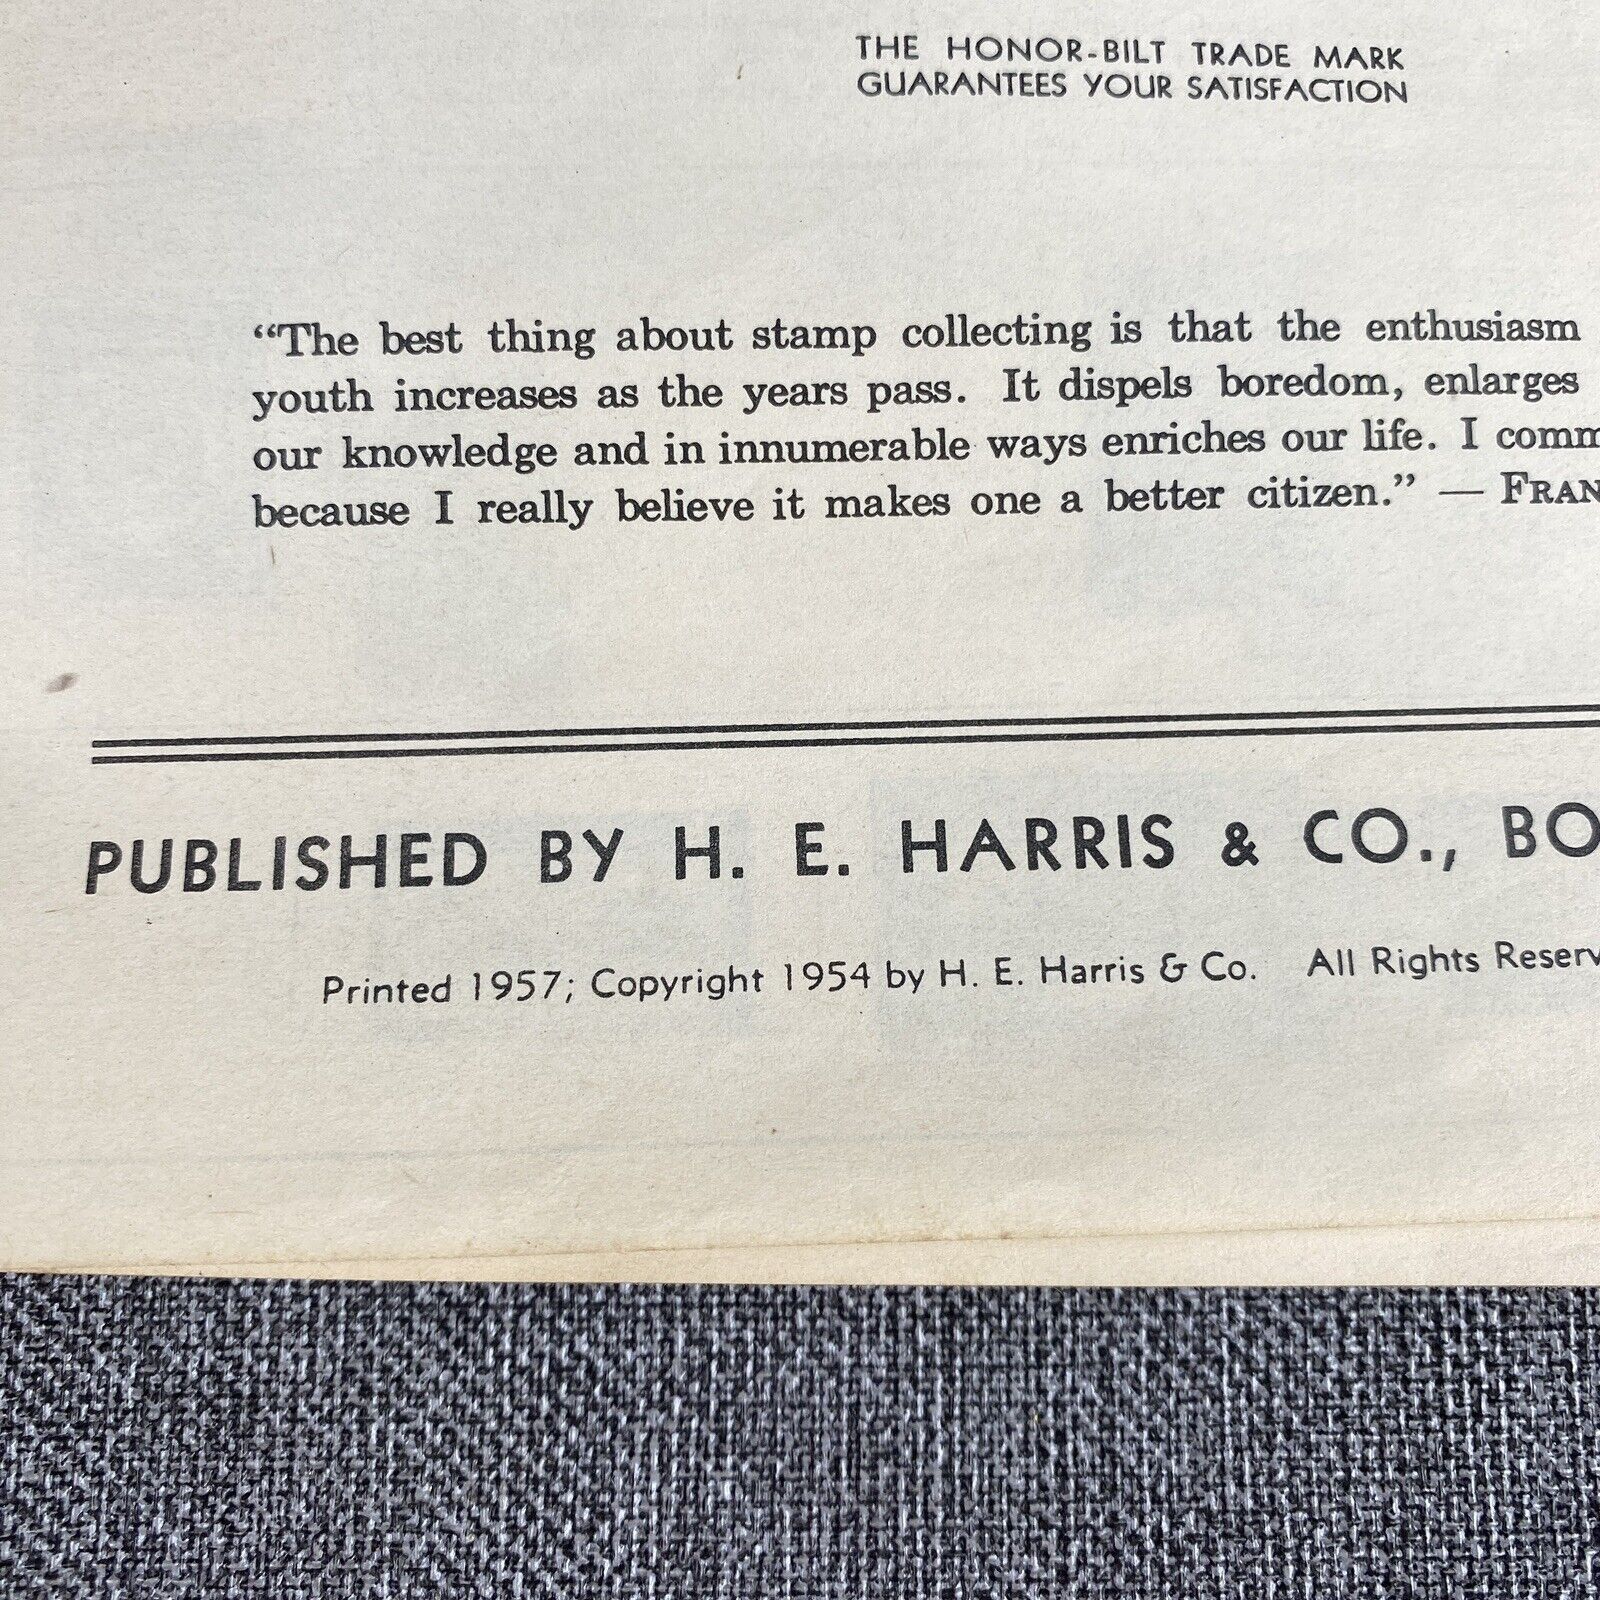 THE HONOR-BILT TRADE MARK
GUARANTEES YOUR SATISFACTION
“The best thing about stamp collecting is that the enthusiasm
youth increases as the years pass. It dispels boredom, enlarges
our knowledge and in innumerable ways enriches our life. I comm
because I really believe it makes one a better citizen.” — FRAN
PUBLISHED BY H. E. HARRIS & CO., BO
Printed 1957; Copyright 1954 by H. E. Harris & Co. All Rights Reserv